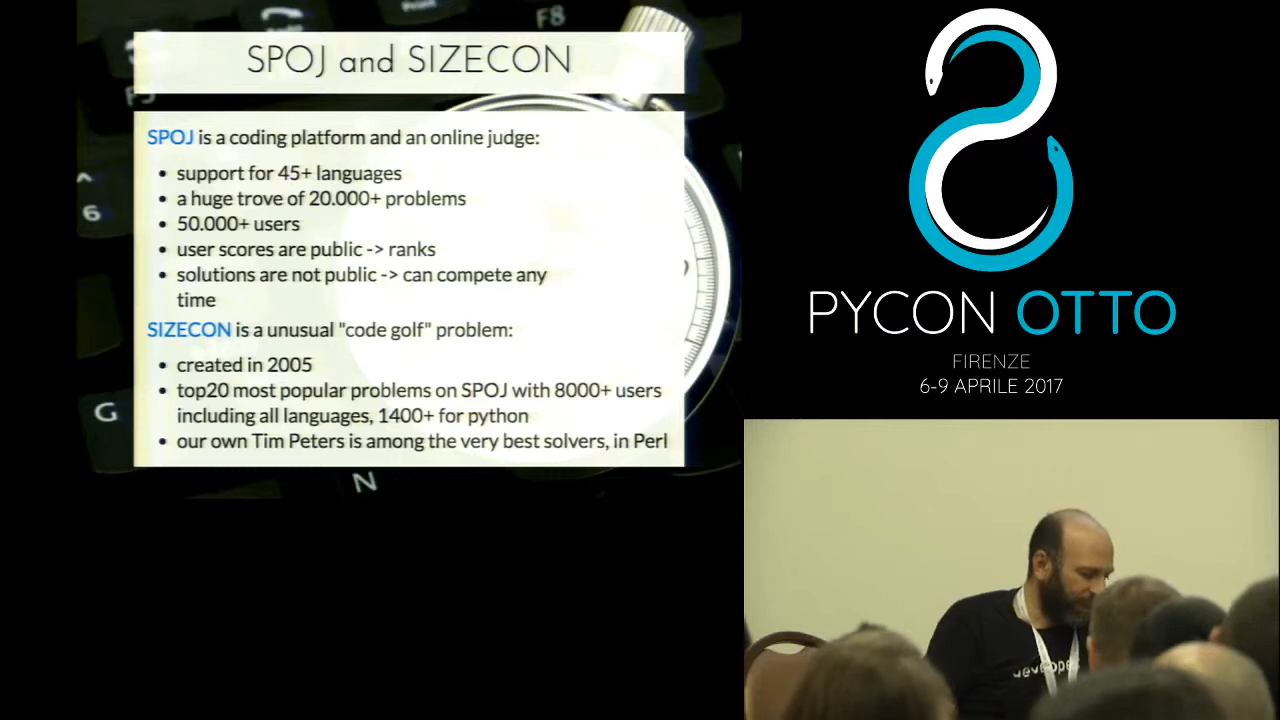 F8
SPOJ and SIZECON
SPOJ is a coding platform and an online judge:
• support for 45+ languages
• a huge trove of 20.000+ problems
• 50.000+ users
• user scores are public -> ranks
• solutions are not public -> can compete any
time
SIZECON is a unusual "code golf" problem:
• created in 2005
• top20 most popular problems on SPOJ with 8000+ users
including all languages, 1400+ for python
• our own Tim Peters is among the very best solvers, in Perl
^
6
G
N
PYCON OTTO
FIRENZE
6-9 APRILE 2017